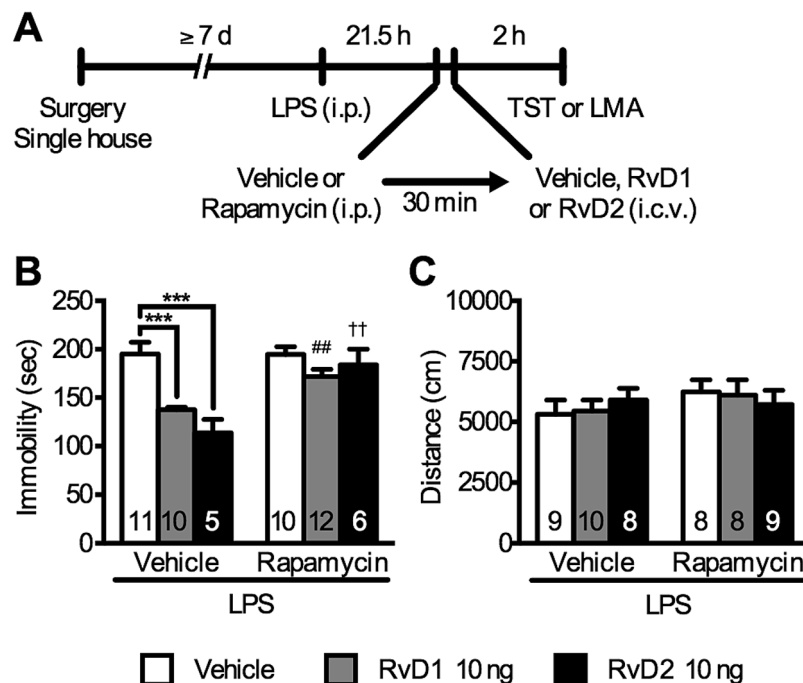 A
≥ 7 d 21.5 h 2 h
Surgery
Single house
LPS (i.p.)
TST or LMA
Vehicle or
Rapamycin (i.p.)
30 min
Vehicle, RvD1
or RvD2 (i.c.v.)
B
Immobility (sec)
250
200
150
100
50
0
***
***
##
††
11 10 5 10 12 6
Vehicle Rapamycin
LPS
C
Distance (cm)
10000
7500
5000
2500
0
9 10 8 8 8 9
Vehicle Rapamycin
LPS
Vehicle RvD1 10 ng RvD2 10 ng